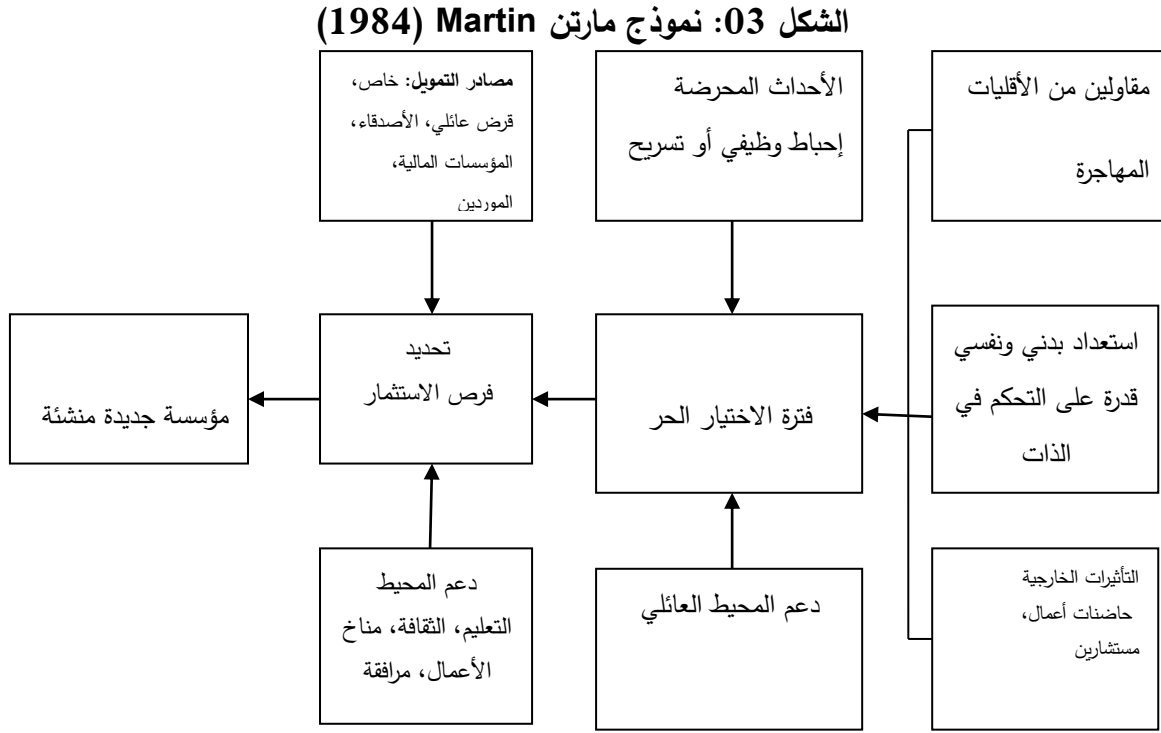 الشكل 03: نموذج مارتن Martin (1984)
مقاولين من الأقليات
المهاجرة
الأحداث المحرضة
إحباط وظيفي أو تسريح
مصادر التمويل: خاص،
قرض عائلي، الأصدقاء،
المؤسسات المالية،
الموردين
استعداد بدني ونفسي
قدرة على التحكم في
الذات
فترة الاختيار الحر
تحديد
فرص الاستثمار
مؤسسة جديدة منشئة
التأثيرات الخارجية
حاضنات أعمال،
مستشارين
دعم المحيط العائلي
دعم المحيط
التعليم، الثقافة، مناخ
الأعمال، مرافقة